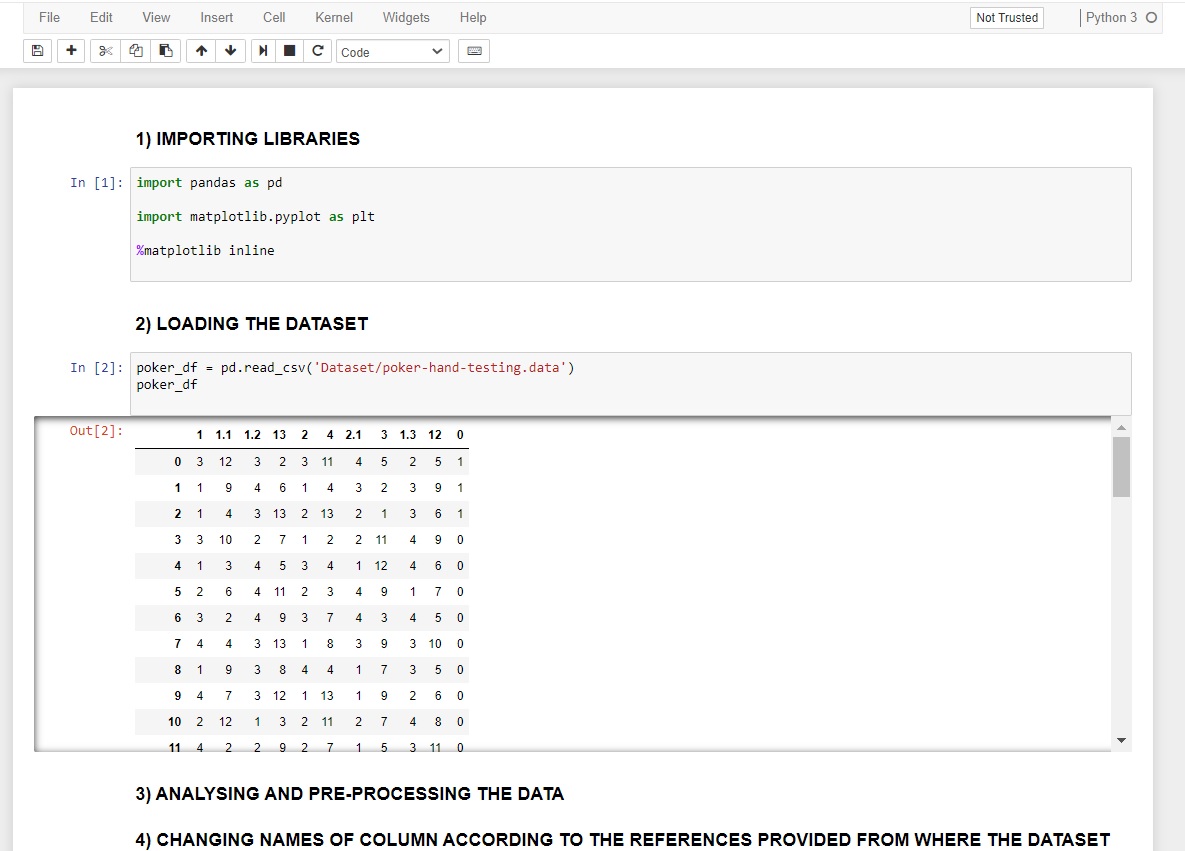 File Edit View Insert Cell Kernel Widgets Help Not Trusted Python 3
Code
1) IMPORTING LIBRARIES
In [1]: import pandas as pd
import matplotlib.pyplot as plt
%matplotlib inline
2) LOADING THE DATASET
In [2]: poker_df = pd.read_csv('Dataset/poker-hand-testing.data')
poker_df
Out[2]: 1 1.1 1.2 13 2 4 2.1 3 1.3 12 0
0 3 12 3 2 3 11 4 5 2 5 1
1 1 9 4 6 1 4 3 2 3 9 1
2 1 4 3 13 2 13 2 1 3 6 1
3 3 10 2 7 1 2 2 11 4 9 0
4 1 3 4 5 3 4 1 12 4 6 0
5 2 6 4 11 2 3 4 9 1 7 0
6 3 2 4 9 3 7 4 3 4 5 0
7 4 4 3 13 1 8 3 9 3 10 0
8 1 9 3 8 4 4 1 7 3 5 0
9 4 7 3 12 1 13 1 9 2 6 0
10 2 12 1 3 2 11 2 7 4 8 0
11 4 2 2 9 2 7 1 5 3 11 0
3) ANALYSING AND PRE-PROCESSING THE DATA
4) CHANGING NAMES OF COLUMN ACCORDING TO THE REFERENCES PROVIDED FROM WHERE THE DATASET